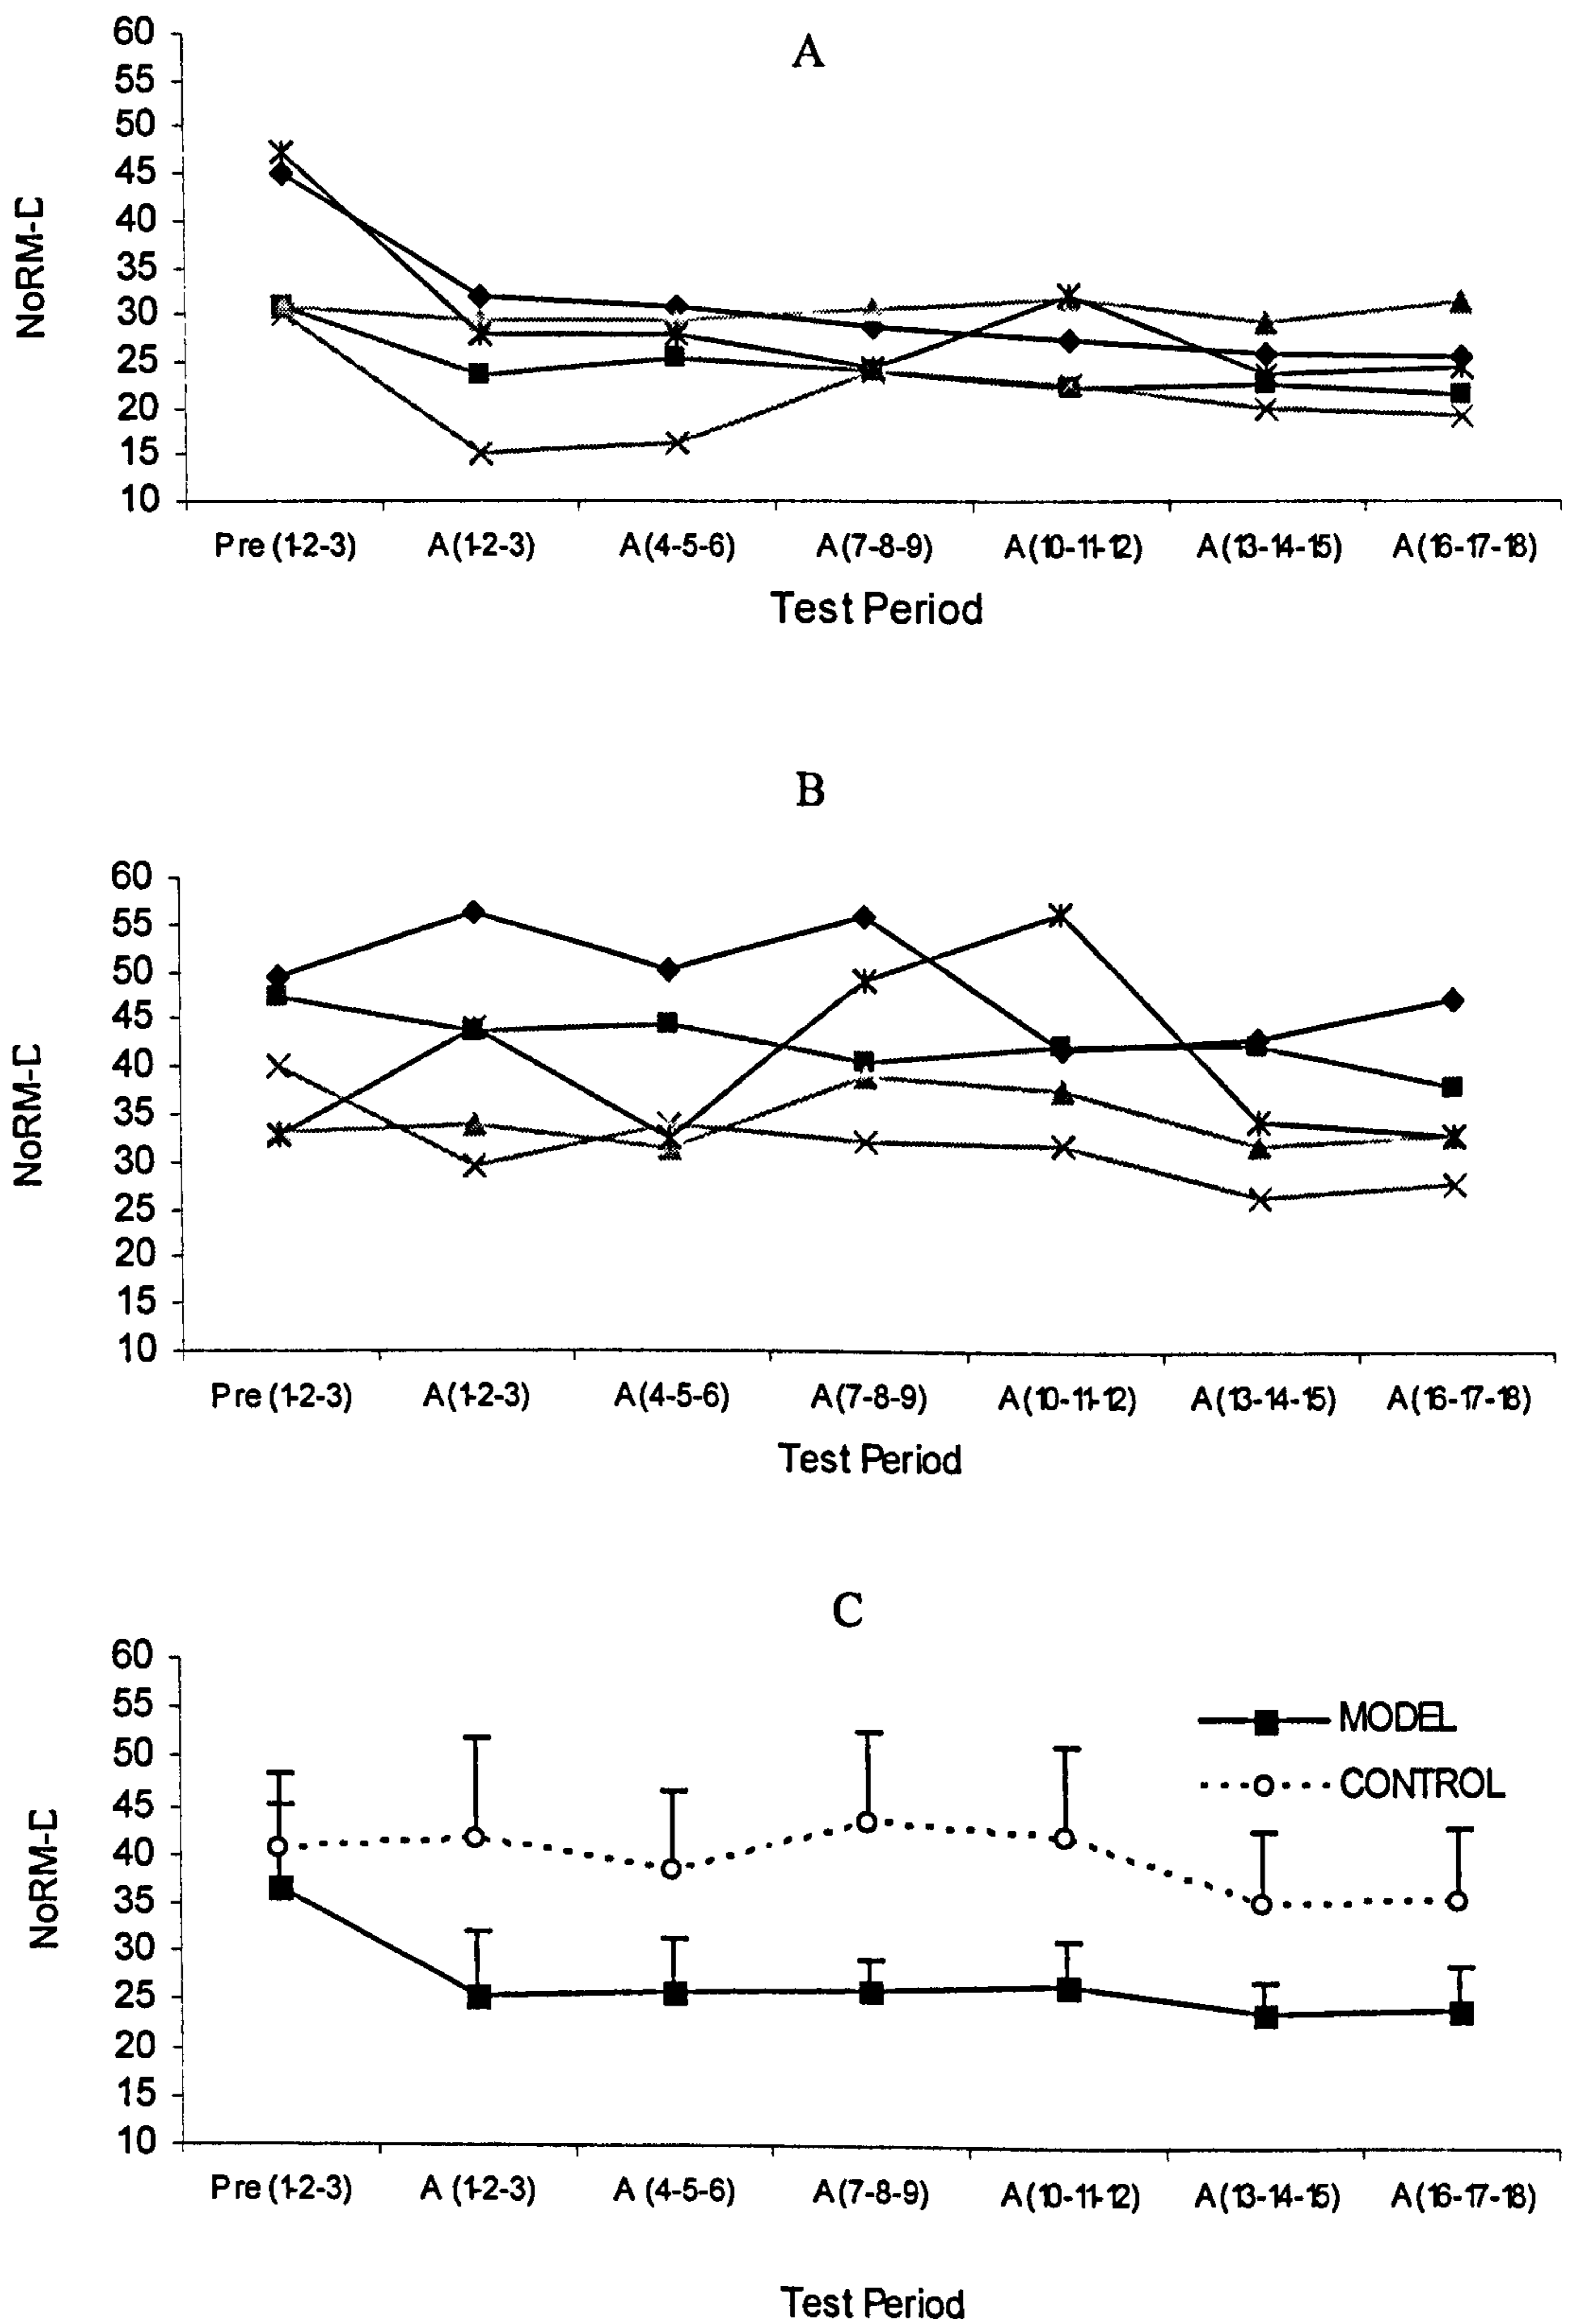 A
60
55
50
45
40
35
30
25
20
15
10
NoRM-D
Pre (1-2-3) A(1-2-3) A(4-5-6) A(7-8-9) A(10-11-12) A(13-14-15) A(16-17-18)
Test Period
B
60
55
50
45
40
35
30
25
20
15
10
NoRM-D
Pre (1-2-3) A(1-2-3) A(4-5-6) A(7-8-9) A(10-11-12) A(13-14-15) A(16-17-18)
Test Period
C
60
55
50
45
40
35
30
25
20
15
10
NoRM-D
MODEL
CONTROL
Pre (1-2-3) A (1-2-3) A (4-5-6) A(7-8-9) A(10-11-12) A(13-14-15) A(16-17-18)
Test Period